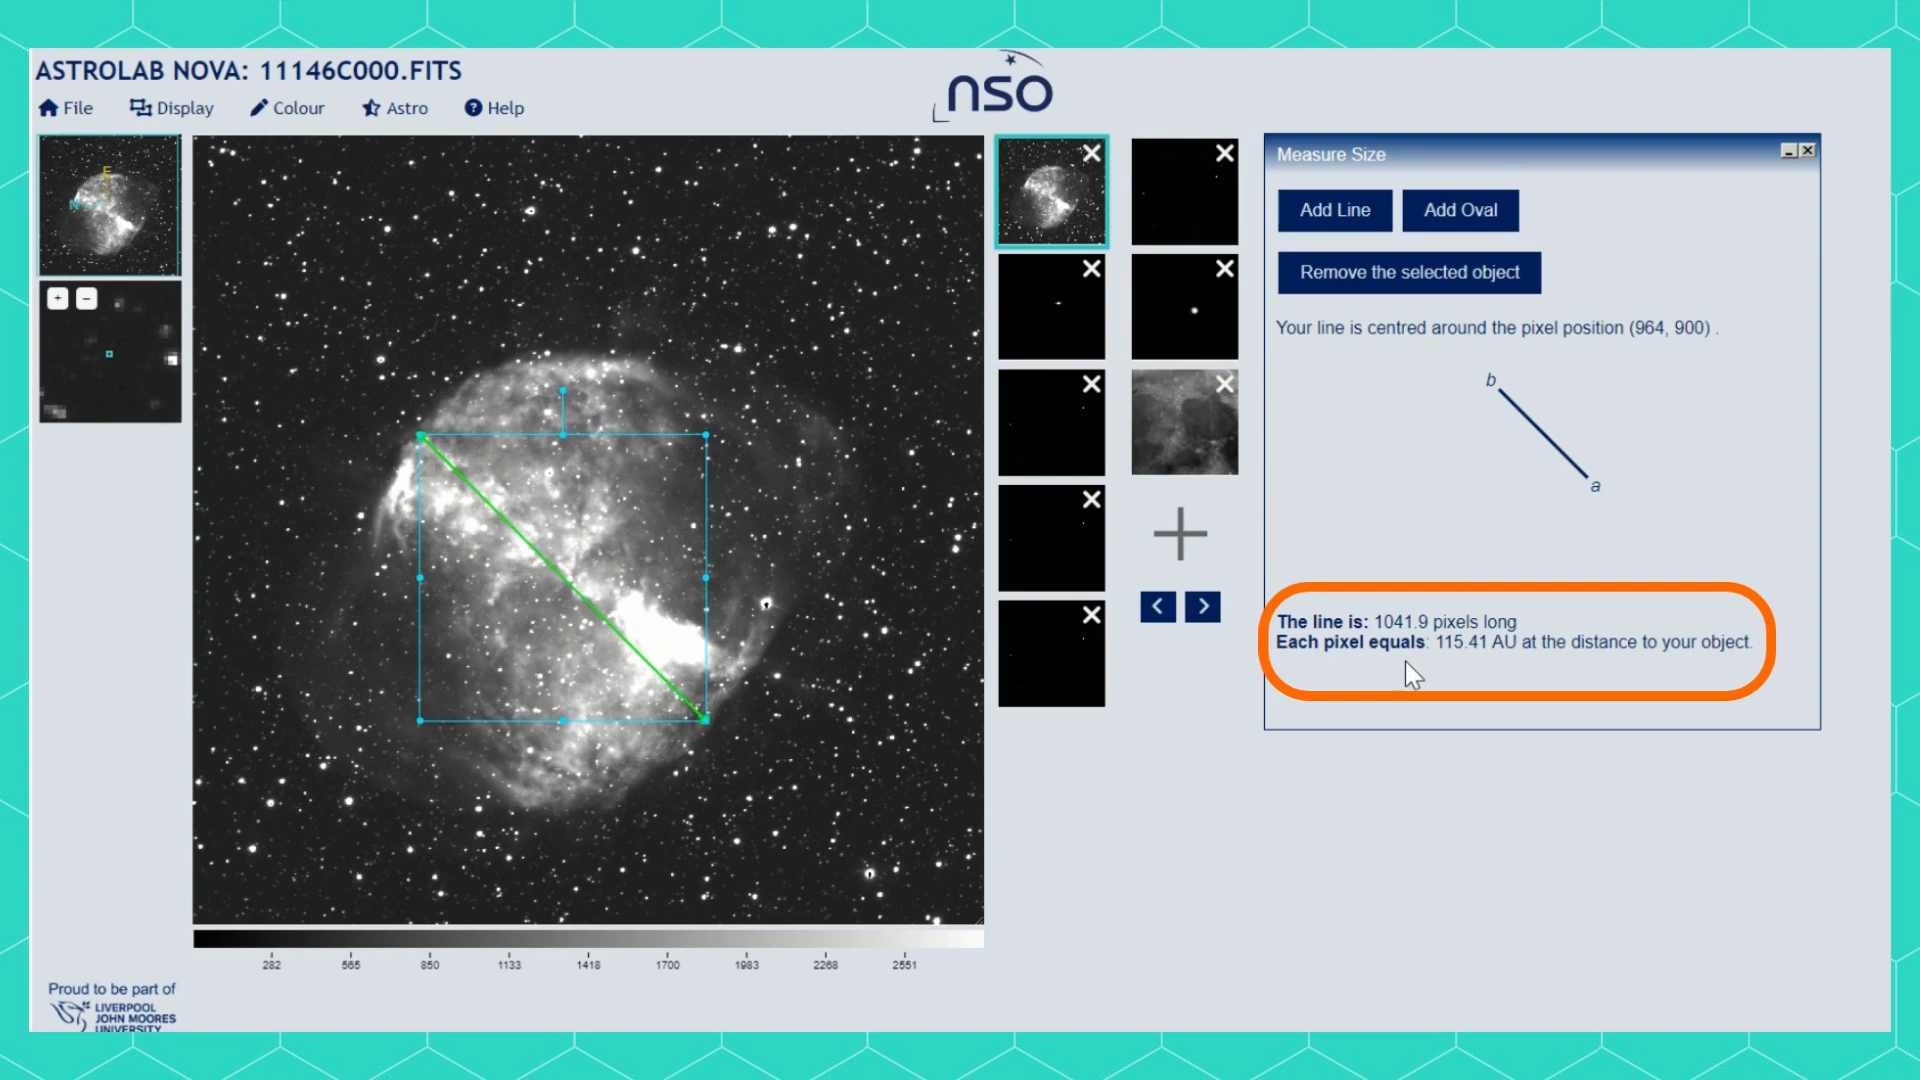 ASTROLAB NOVA: 11146C000.FITS
nso
File Display Colour Astro Help
E
N
+ −
Measure Size
Add Line Add Oval
Remove the selected object
Your line is centred around the pixel position (964, 900) .
b
a
The line is: 1041.9 pixels long
Each pixel equals: 115.41 AU at the distance to your object.
282 565 850 1133 1418 1700 1983 2268 2551
Proud to be part of
LIVERPOOL
JOHN MOORES
UNIVERSITY